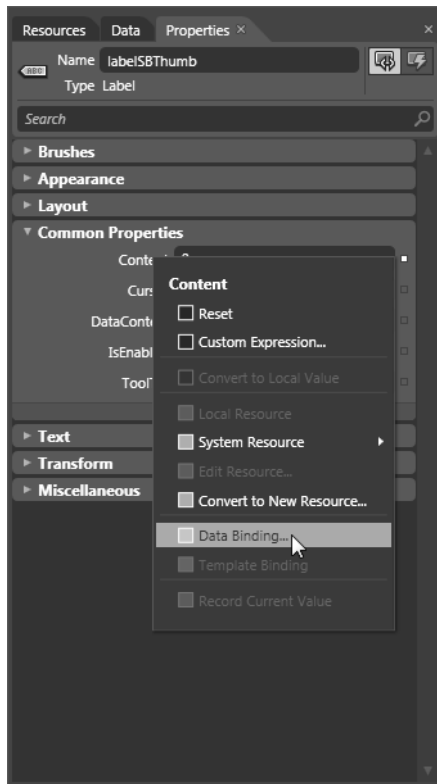 Resources Data Properties ×
ABC Name labelSBThumb
Type Label
Search
Brushes
Appearance
Layout
Common Properties
Content
Content
Reset
Custom Expression...
Convert to Local Value
Local Resource
System Resource
Edit Resource...
Convert to New Resource...
Data Binding...
Template Binding
Record Current Value
Text
Transform
Miscellaneous